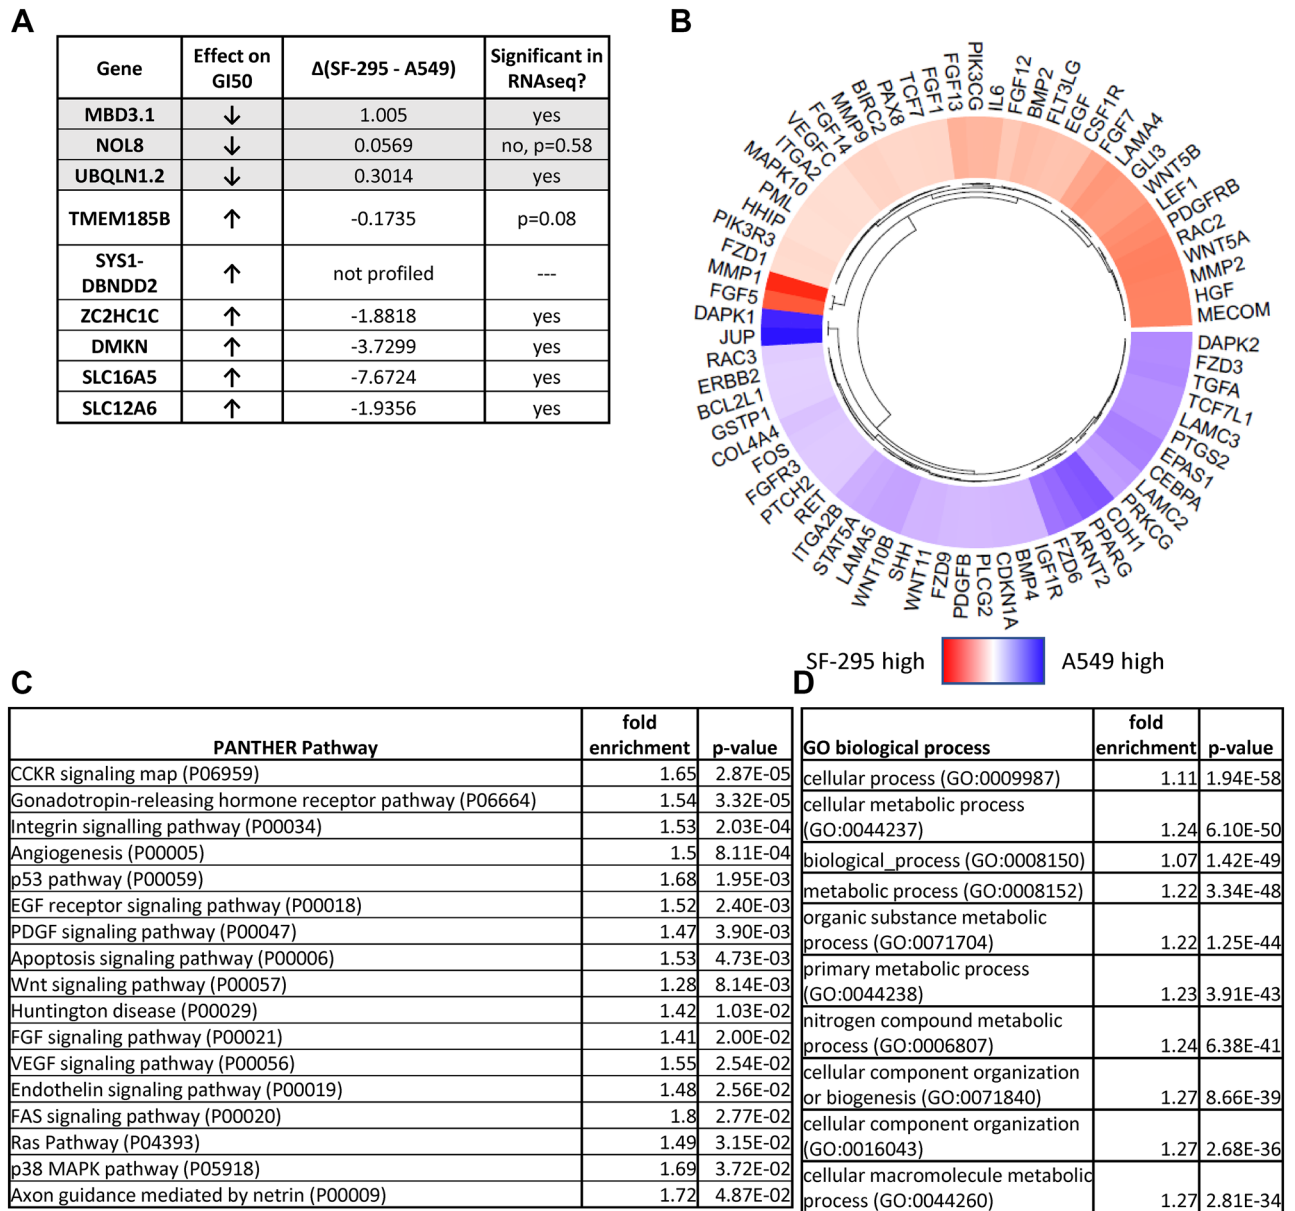 A
Gene
Effect on
GI50
Δ(SF-295 - A549)
Significant in
RNAseq?
MBD3.1 ↓ 1.005 yes
NOL8 ↓ 0.0569 no, p=0.58
UBQLN1.2 ↓ 0.3014 yes
TMEM185B ↑ -0.1735 p=0.08
SYS1-
DBNDD2 ↑ not profiled ---
ZC2HC1C ↑ -1.8818 yes
DMKN ↑ -3.7299 yes
SLC16A5 ↑ -7.6724 yes
SLC12A6 ↑ -1.9356 yes
B
MECOM
HGF
MMP2
WNT5A
RAC2
PDGFRB
LEF1
WNT5B
GLI3
LAMA4
FGF7
CSF1R
EGF
FLT3LG
BMP2
FGF12
IL6
PIK3CG
FGF13
FGF1
TCF7
PAX8
BIRC2
MMP9
FGF14
VEGFC
ITGA2
MAPK10
PML
HHIP
PIK3R3
FZD1
MMP1
FGF5
DAPK1
JUP
RAC3
ERBB2
BCL2L1
GSTP1
COL4A4
FOS
FGFR3
PTCH2
RET
ITGA2B
STAT5A
LAMA5
WNT10B
SHH
WNT11
FZD9
PDGFB
PLCG2
CDKN1A
BMP4
IGF1R
FZD6
ARNT2
PPARG
CDH1
PRKCG
LAMC2
CEBPA
EPAS1
PTGS2
LAMC3
TCF7L1
TGFA
FZD3
DAPK2
SF-295 high
A549 high
C
PANTHER Pathway
fold
enrichment
p-value
CCKR signaling map (P06959) 1.65 2.87E-05
Gonadotropin-releasing hormone receptor pathway (P06664) 1.54 3.32E-05
Integrin signalling pathway (P00034) 1.53 2.03E-04
Angiogenesis (P00005) 1.5 8.11E-04
p53 pathway (P00059) 1.68 1.95E-03
EGF receptor signaling pathway (P00018) 1.52 2.40E-03
PDGF signaling pathway (P00047) 1.47 3.90E-03
Apoptosis signaling pathway (P00006) 1.53 4.73E-03
Wnt signaling pathway (P00057) 1.28 8.14E-03
Huntington disease (P00029) 1.42 1.03E-02
FGF signaling pathway (P00021) 1.41 2.00E-02
VEGF signaling pathway (P00056) 1.55 2.54E-02
Endothelin signaling pathway (P00019) 1.48 2.56E-02
FAS signaling pathway (P00020) 1.8 2.77E-02
Ras Pathway (P04393) 1.49 3.15E-02
p38 MAPK pathway (P05918) 1.69 3.72E-02
Axon guidance mediated by netrin (P00009) 1.72 4.87E-02
D
GO biological process
fold
enrichment
p-value
cellular process (GO:0009987) 1.11 1.94E-58
cellular metabolic process
(GO:0044237) 1.24 6.10E-50
biological_process (GO:0008150) 1.07 1.42E-49
metabolic process (GO:0008152) 1.22 3.34E-48
organic substance metabolic
process (GO:0071704) 1.22 1.25E-44
primary metabolic process
(GO:0044238) 1.23 3.91E-43
nitrogen compound metabolic
process (GO:0006807) 1.24 6.38E-41
cellular component organization
or biogenesis (GO:0071840) 1.27 8.66E-39
cellular component organization
(GO:0016043) 1.27 2.68E-36
cellular macromolecule metabolic
process (GO:0044260) 1.27 2.81E-34